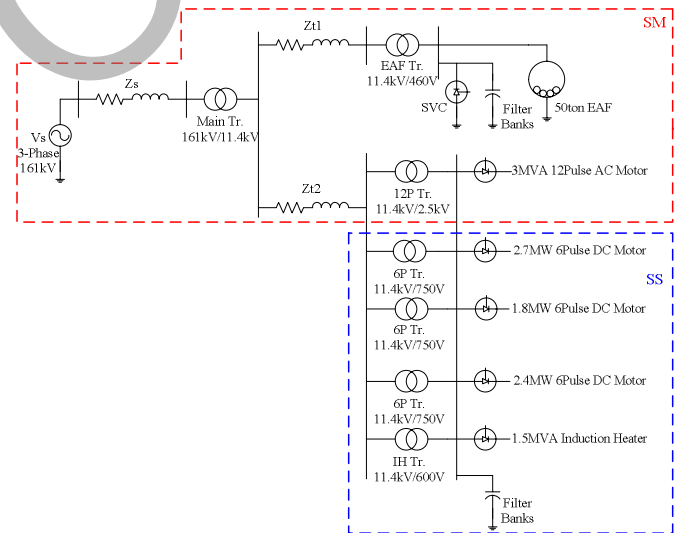 SM
Zt1
EAF Tr.
11.4kV/460V
SVC
Filter
Banks
50ton EAF
Zs
Main Tr.
161kV/11.4kV
Vs
3-Phase
161kV
Zt2
12P Tr.
11.4kV/2.5kV
3MVA 12Pulse AC Motor
SS
6P Tr.
11.4kV/750V
2.7MW 6Pulse DC Motor
6P Tr.
11.4kV/750V
1.8MW 6Pulse DC Motor
6P Tr.
11.4kV/750V
2.4MW 6Pulse DC Motor
IH Tr.
11.4kV/600V
1.5MVA Induction Heater
Filter
Banks